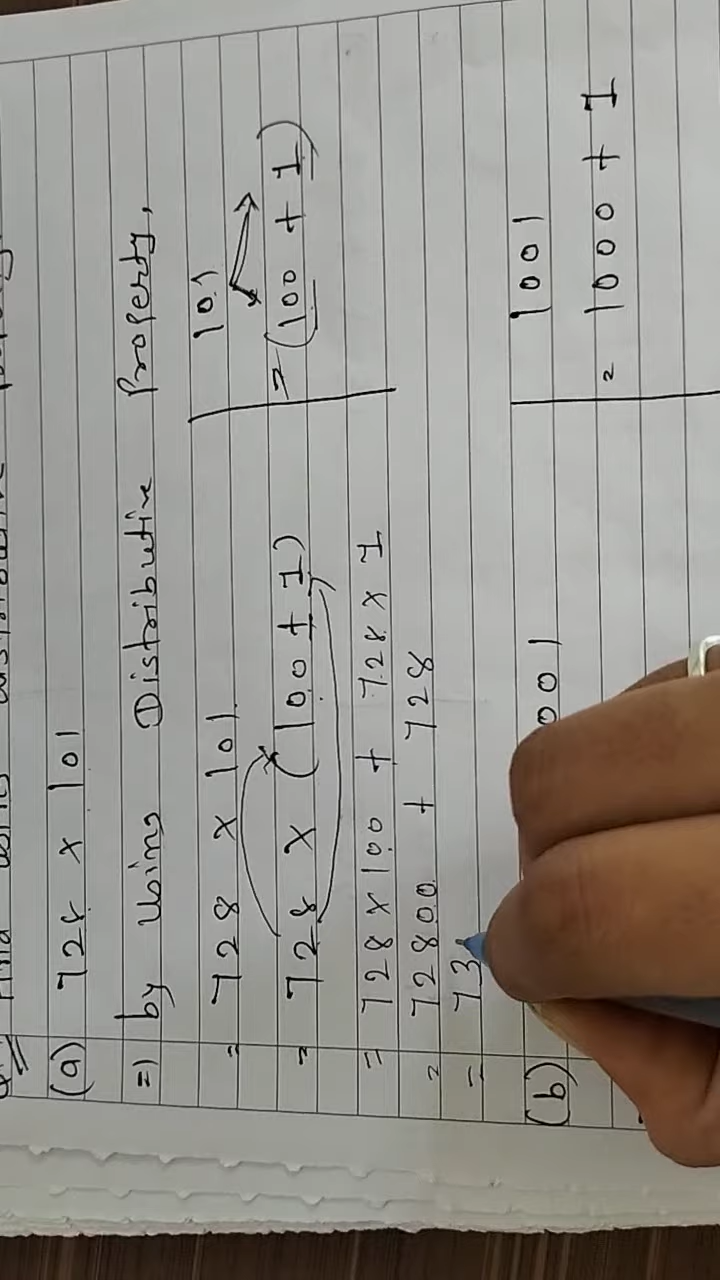 (a) 728 x 101
=) by using Distributive Property,
= 728 x 101
101
= 728 x (100 + 1)
= (100 + 1)
= 728 x 100 + 728 x 1
= 72800 + 728
= 73
(b) 001
1001
= 1000 + 1